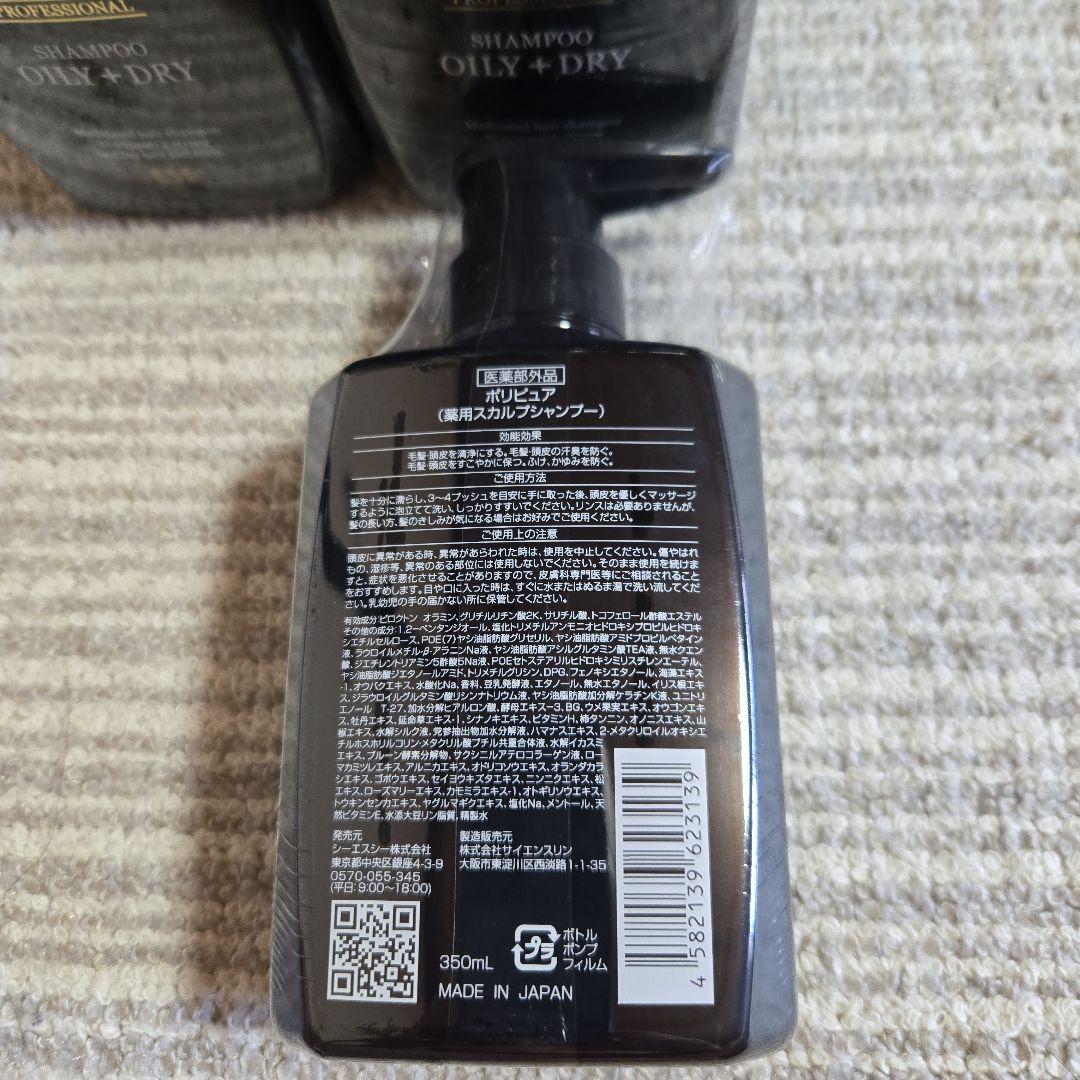 PROFESSIONAL
SHAMPOO
OILY + DRY
PROFESSIONAL
SHAMPOO
OILY + DRY
Medicated hair shampoo
医薬部外品
ポリピュア
(薬用スカルプシャンプー)
効能効果
毛髪・頭皮を清浄にする。毛髪・頭皮の汗臭を防ぐ。
毛髪・頭皮をすこやかに保つ。ふけ、かゆみを防ぐ。
ご使用方法
髪を十分に濡らし、3〜4プッシュを目安に手に取った後、頭皮を優しくマッサージ
するように泡立てて洗い、しっかりすすいでください。リンスは必要ありませんが、
髪の長い方、髪のきしみが気になる場合はお好みでご使用ください。
ご使用上の注意
頭皮に異常がある時、異常があらわれた時は、使用を中止してください。傷やはれ
もの、湿疹等、異常のある部位には使用しないでください。そのまま使用を続けま
すと、症状を悪化させることがありますので、皮膚科専門医等にご相談されること
をおすすめします。目や口に入った時は、すぐに水またはぬるま湯で洗い流してくだ
さい。乳幼児の手の届かない所に保管してください。
有効成分:ピロクトン オラミン、グリチルリチン酸2K、サリチル酸、トコフェロール酢酸エステル
その他の成分:1,2-ペンタンジオール、塩化トリメチルアンモニオヒドロキシプロピルヒドロキ
シエチルセルロース、POE(7)ヤシ油脂肪酸グリセリル、ヤシ油脂肪酸アミドプロピルベタイン
液、ラウロイルメチル-β-アラニンNa液、ヤシ油脂肪酸アシルグルタミン酸TEA液、無水クエン
酸、ジエチレントリアミン5酢酸5Na液、POEセトステアリルヒドロキシミリスチレンエーテル、
ヤシ油脂肪酸ジエタノールアミド、トリメチルグリシン、DPG、フェノキシエタノール、海藻エキス
-1、オウバクエキス、水酸化Na、香料、豆乳発酵液、エタノール、無水エタノール、イリス根エキ
ス、ジラウロイルグルタミン酸リシンナトリウム液、ヤシ油脂肪酸加水分解ケラチンK液、ユニトリ
エノール T-27、加水分解ヒアルロン酸、酵母エキス-3、BG、ウメ果実エキス、オウゴンエキ
ス、牡丹エキス、延命草エキス-1、シナノキエキス、ビタミンH、柿タンニン、オノニスエキス、山
椒エキス、水解シルク液、党参抽出物加水分解液、ハマナスエキス、2-メタクリロイルオキシエ
チルホスホリルコリン・メタクリル酸ブチル共重合体液、水解イカスミ
エキス、プルーン酵素分解物、サクシニルアテロコラーゲン液、ロー
マカミツレエキス、アルニカエキス、オドリコソウエキス、オランダカラ
シエキス、ゴボウエキス、セイヨウキズタエキス、ニンニクエキス、松
エキス、ローズマリーエキス、カモミラエキス-1、オトギリソウエキス、
トウキンセンカエキス、ヤグルマギクエキス、塩化Na、メントール、天
然ビタミンE、水添大豆リン脂質、精製水
発売元
シーエスシー株式会社
東京都中央区銀座4-3-9
0570-055-345
(平日:9:00〜18:00)
製造販売元
株式会社サイエンスリン
大阪市東淀川区西淡路1-1-35
350mL
プラ
ボトル
ポンプ
フィルム
MADE IN JAPAN
4 582139 623139